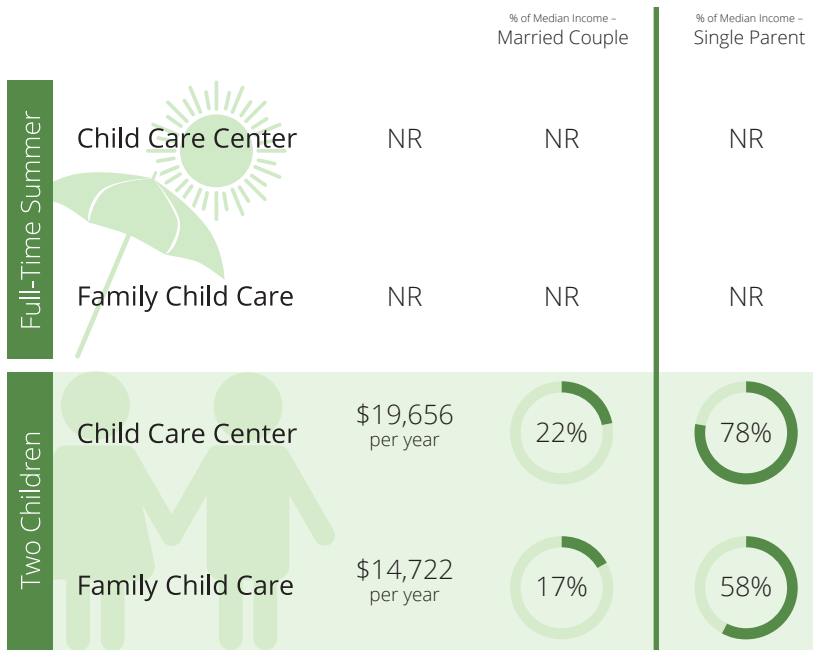 % of Median Income –
Married Couple
% of Median Income –
Single Parent
Full-Time Summer
Child Care Center
NR
NR
NR
Family Child Care
NR
NR
NR
Two Children
Child Care Center
$19,656
per year
22%
78%
Family Child Care
$14,722
per year
17%
58%